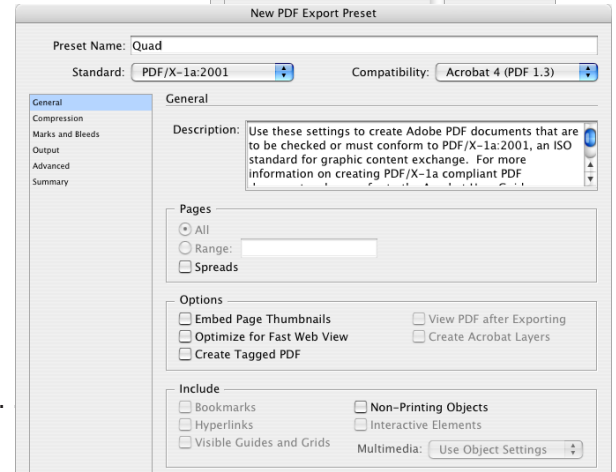 New PDF Export Preset
Preset Name: Quad
Standard: PDF/X-1a:2001 Compatibility: Acrobat 4 (PDF 1.3)
General
Compression
Marks and Bleeds
Output
Advanced
Summary
General
Description: Use these settings to create Adobe PDF documents that are
to be checked or must conform to PDF/X-1a:2001, an ISO
standard for graphic content exchange. For more
information on creating PDF/X-1a compliant PDF
Pages
All
Range:
Spreads
Options
Embed Page Thumbnails View PDF after Exporting
Optimize for Fast Web View Create Acrobat Layers
Create Tagged PDF
Include
Bookmarks Non-Printing Objects
Hyperlinks Interactive Elements
Visible Guides and Grids Multimedia: Use Object Settings